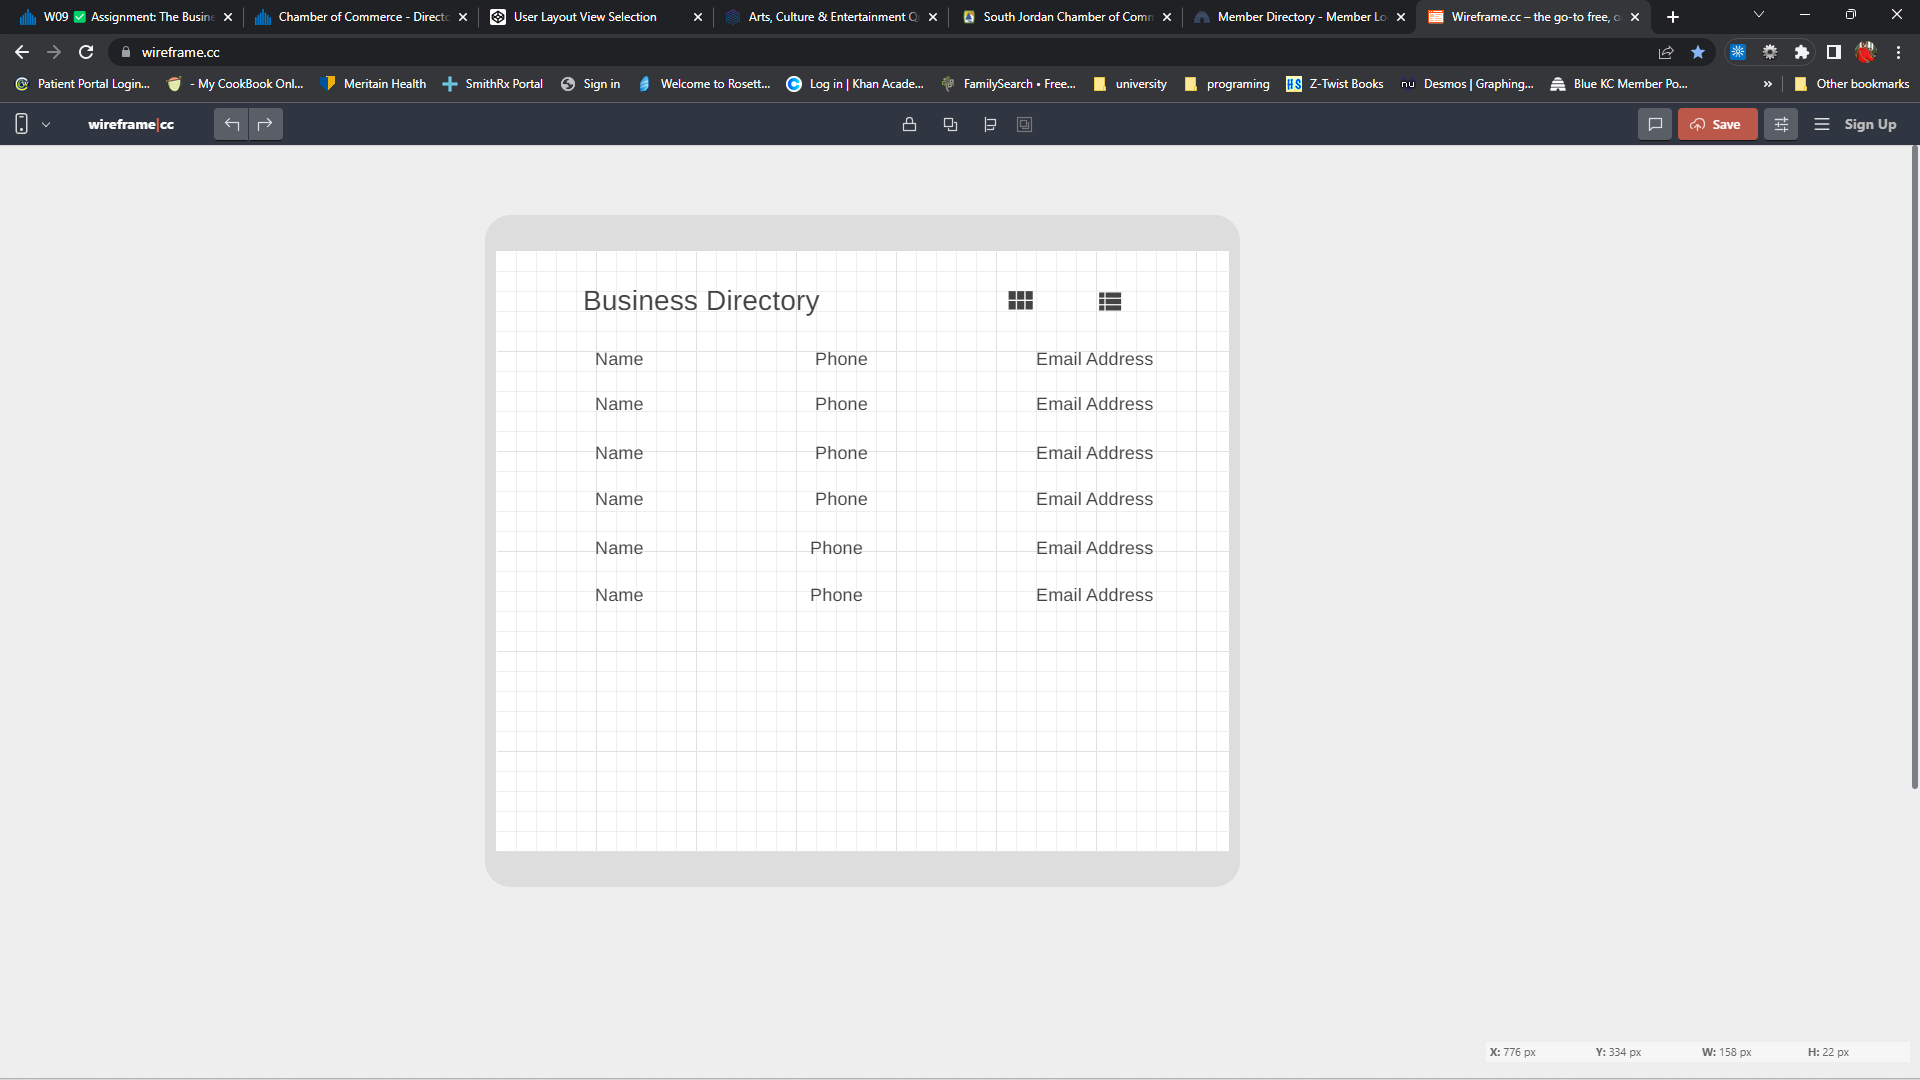 W09 ✅ Assignment: The Busine
Chamber of Commerce - Directo
User Layout View Selection
Arts, Culture & Entertainment Q
South Jordan Chamber of Comm
Member Directory - Member Lo
Wireframe.cc – the go-to free, o
wireframe.cc
Patient Portal Login...
- My CookBook Onl...
Meritain Health
SmithRx Portal
Sign in
Welcome to Rosett...
Log in | Khan Acade...
FamilySearch • Free...
university
programing
HS Z-Twist Books
nu Desmos | Graphing...
Blue KC Member Po...
» Other bookmarks
wireframe|cc
Save
Sign Up
Business Directory
Name Phone Email Address
Name Phone Email Address
Name Phone Email Address
Name Phone Email Address
Name Phone Email Address
Name Phone Email Address
X: 776 px Y: 334 px W: 158 px H: 22 px